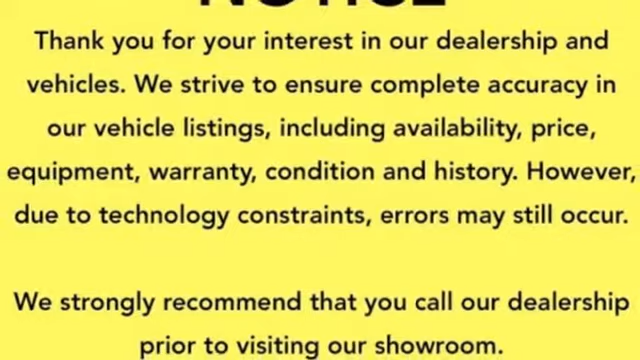 NOTICE
Thank you for your interest in our dealership and
vehicles. We strive to ensure complete accuracy in
our vehicle listings, including availability, price,
equipment, warranty, condition and history. However,
due to technology constraints, errors may still occur.
We strongly recommend that you call our dealership
prior to visiting our showroom.